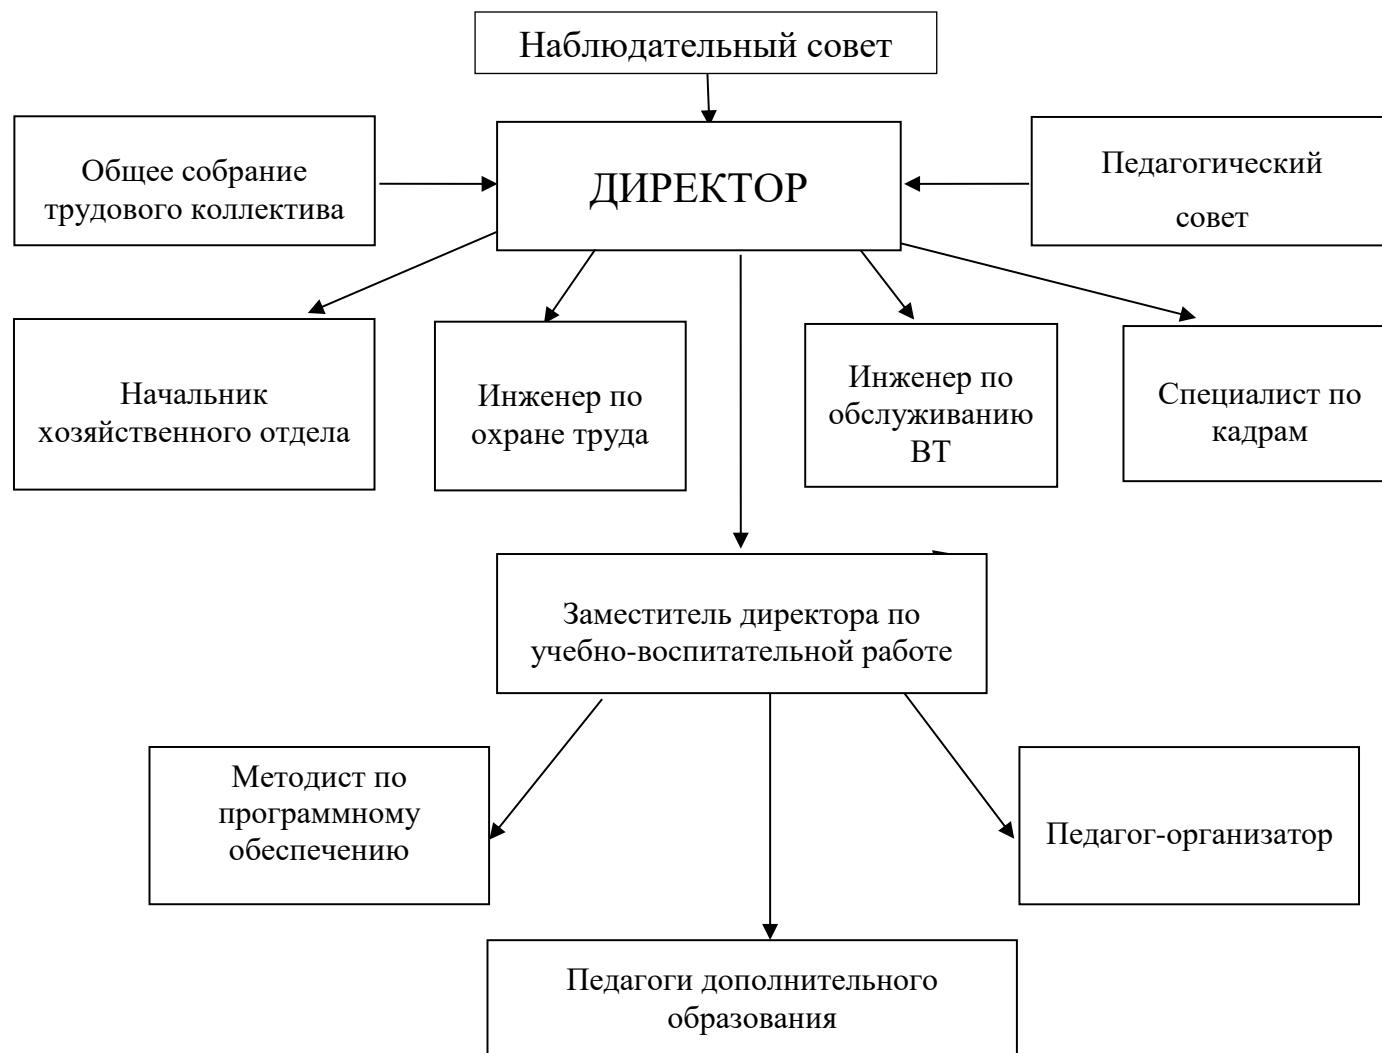 Наблюдательный совет
Общее собрание
трудового коллектива
ДИРЕКТОР
Педагогический
совет
Начальник
хозяйственного отдела
Инженер по
охране труда
Инженер по
обслуживанию
ВТ
Специалист по
кадрам
Заместитель директора по
учебно-воспитательной работе
Методист по
программному
обеспечению
Педагог-организатор
Педагоги дополнительного
образования